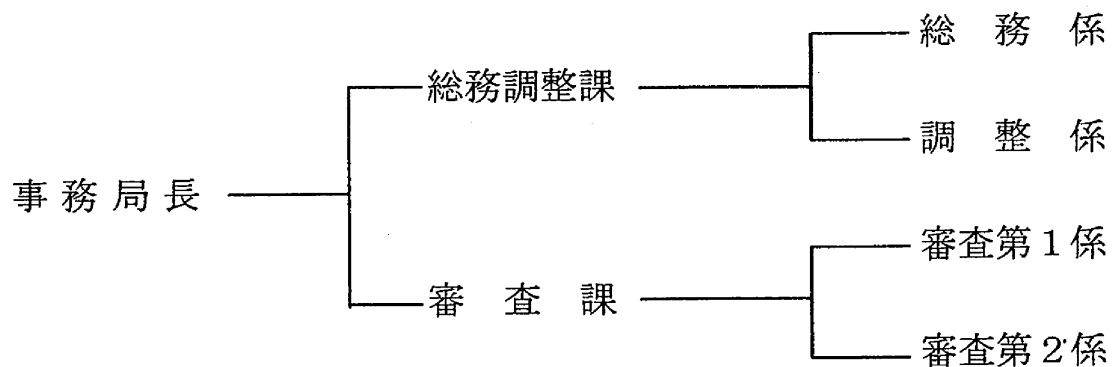 事務局長
総務調整課
総務係
調整係
審査課
審査第1係
審査第2係